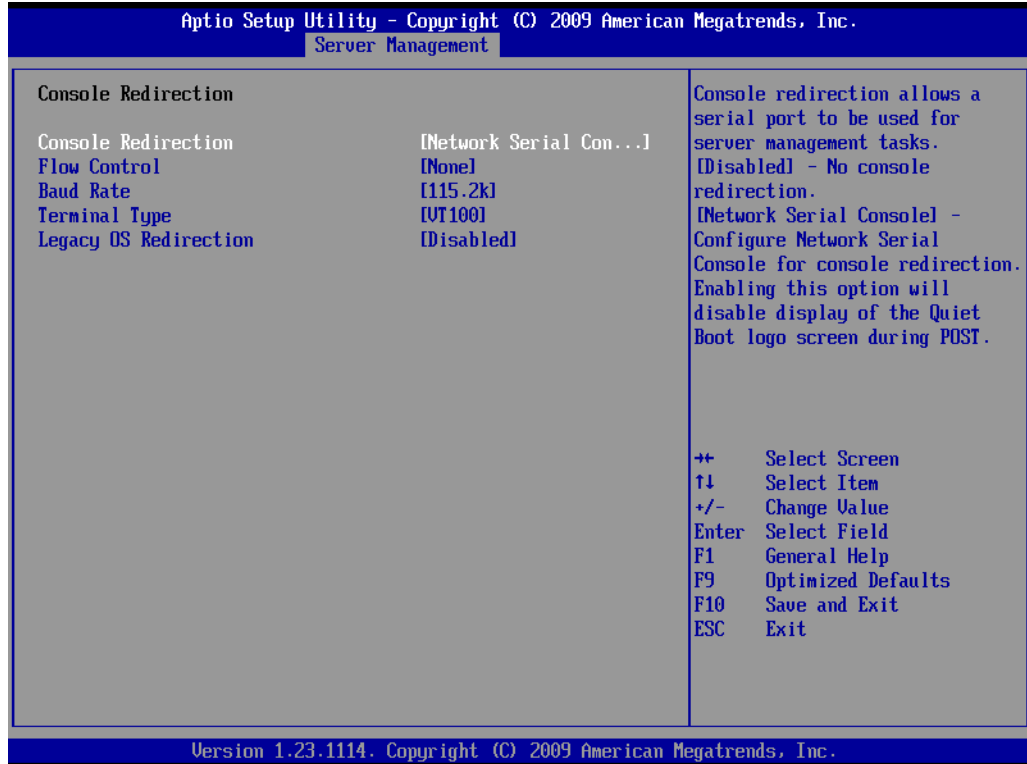 Aptio Setup Utility - Copyright (C) 2009 American Megatrends, Inc.
Server Management
Console Redirection
Console Redirection [Network Serial Con...]
Flow Control [None]
Baud Rate [115.2k]
Terminal Type [VT100]
Legacy OS Redirection [Disabled]
Console redirection allows a
serial port to be used for
server management tasks.
[Disabled] - No console
redirection.
[Network Serial Console] -
Configure Network Serial
Console for console redirection.
Enabling this option will
disable display of the Quiet
Boot logo screen during POST.
→← Select Screen
↑↓ Select Item
+/- Change Value
Enter Select Field
F1 General Help
F9 Optimized Defaults
F10 Save and Exit
ESC Exit
Version 1.23.1114. Copyright (C) 2009 American Megatrends, Inc.